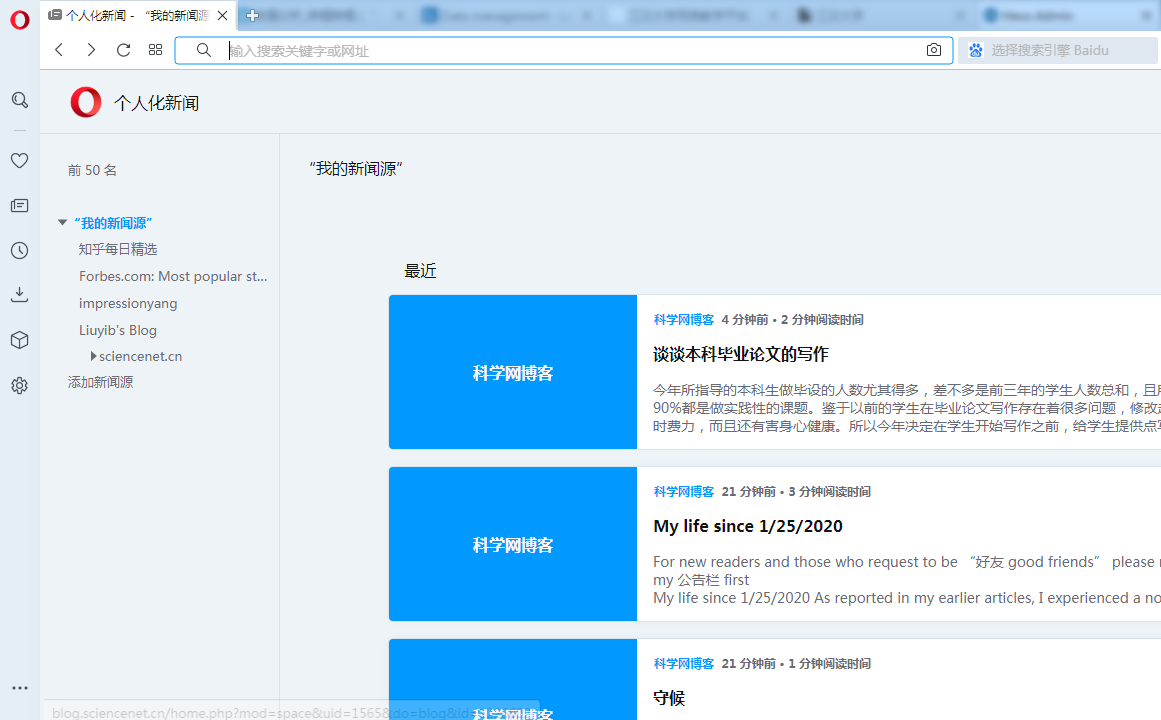 个人化新闻 - “我的新闻源
输入搜索关键字或网址
选择搜索引擎 Baidu
个人化新闻
前 50 名
“我的新闻源”
知乎每日精选
Forbes.com: Most popular st...
impressionyang
Liuyib's Blog
sciencenet.cn
添加新闻源
“我的新闻源”
最近
科学网博客
科学网博客 4 分钟前 • 2 分钟阅读时间
谈谈本科毕业论文的写作
今年所指导的本科生做毕设的人数尤其得多，差不多是前三年的学生人数总和，且
90%都是做实践性的课题。鉴于以前的学生在毕业论文写作存在着很多问题，修改
时费力，而且还有害身心健康。所以今年决定在学生开始写作之前，给学生提供点
科学网博客
科学网博客 21 分钟前 • 3 分钟阅读时间
My life since 1/25/2020
For new readers and those who request to be “好友 good friends” please
my 公告栏 first
My life since 1/25/2020 As reported in my earlier articles, I experienced a
科学网博客
科学网博客 21 分钟前 • 1 分钟阅读时间
守候
blog.sciencenet.cn/home.php?mod=space&uid=1565&do=blog&id